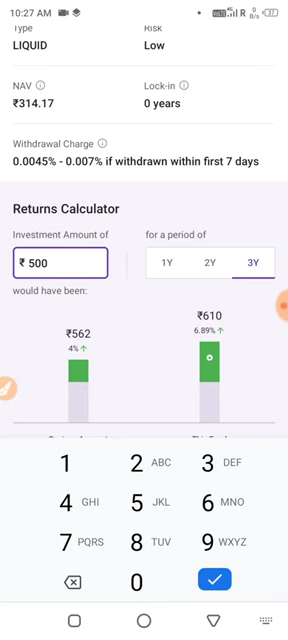 10:27 AM R 0 B/s 37
Type RISK
LIQUID Low
NAV Lock-in
₹314.17 0 years
Withdrawal Charge
0.0045% - 0.007% if withdrawn within first 7 days
Returns Calculator
Investment Amount of for a period of
₹ 500 1Y 2Y 3Y
would have been:
₹610
6.89% ↑
₹562
4% ↑
1 2 ABC 3 DEF
4 GHI 5 JKL 6 MNO
7 PQRS 8 TUV 9 WXYZ
0